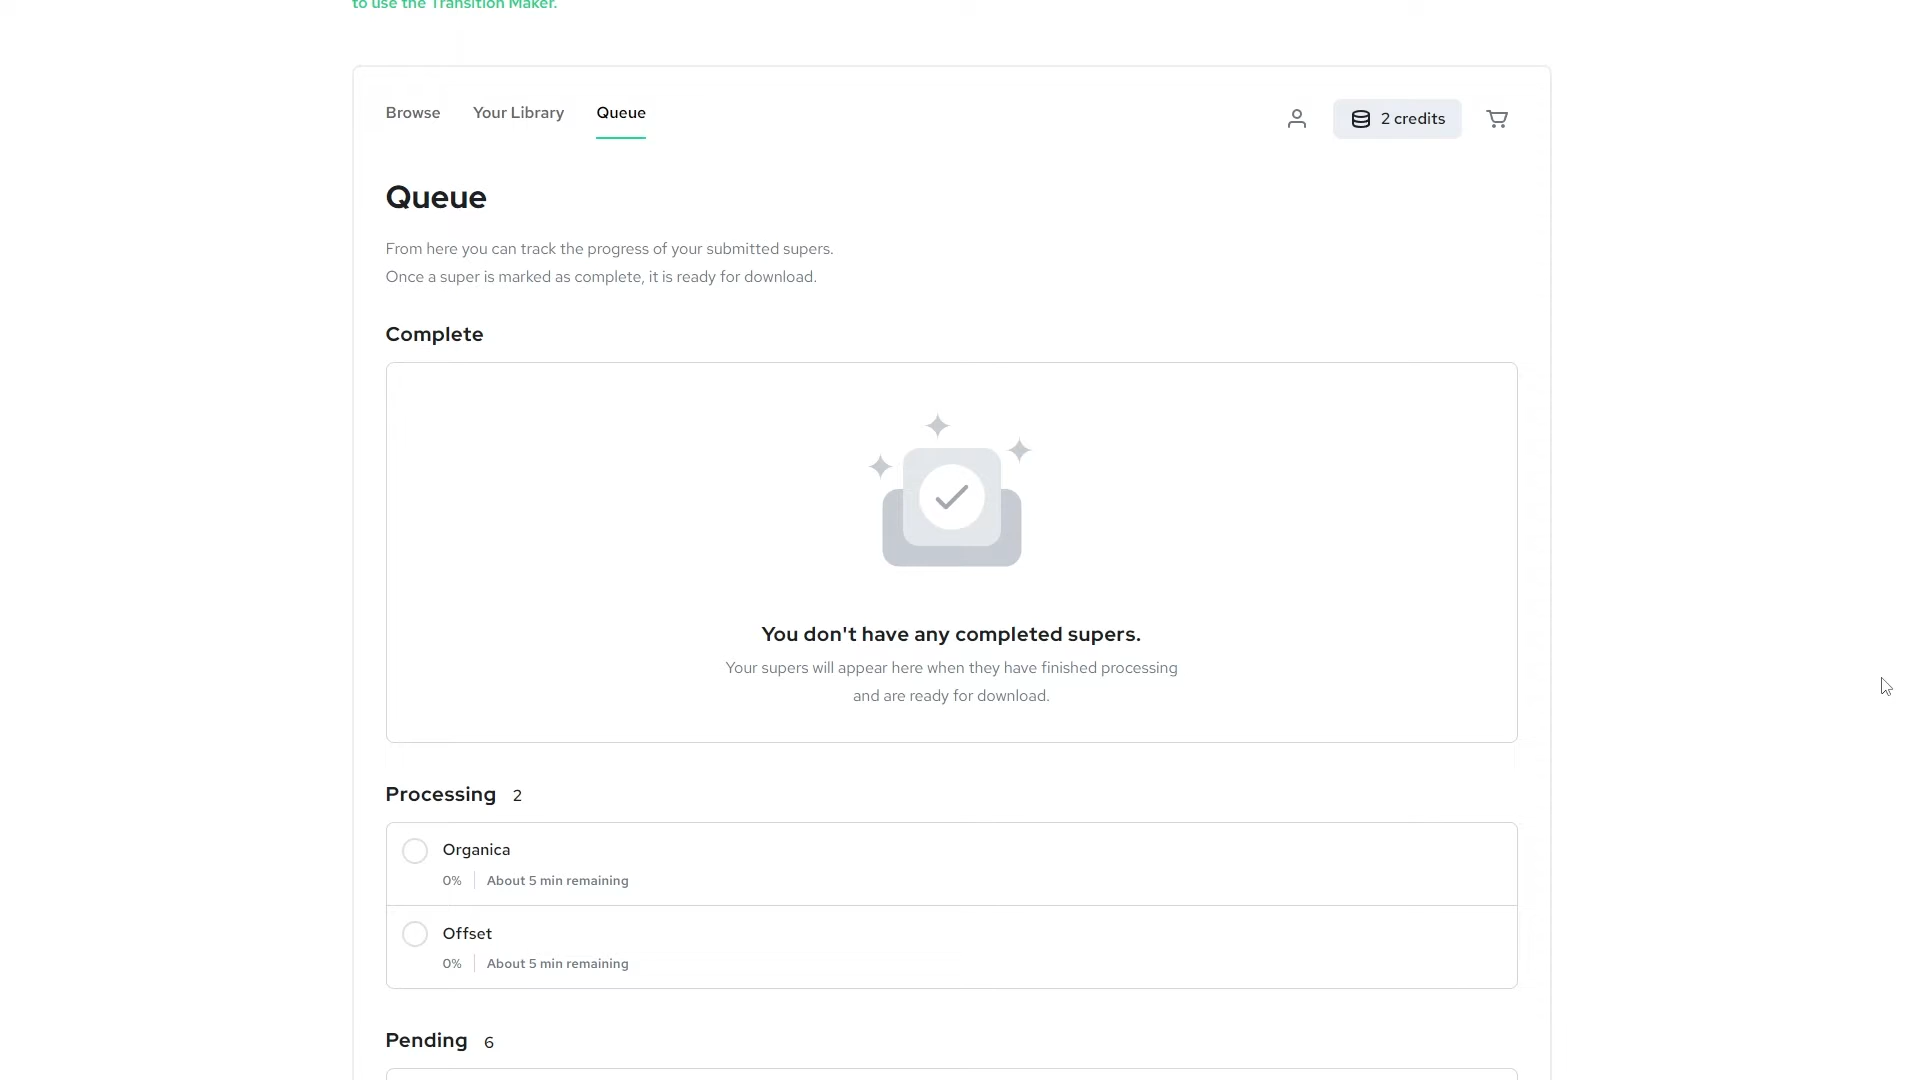 to use the Transition Maker.
Browse
Your Library
Queue
2 credits
Queue
From here you can track the progress of your submitted supers.
Once a super is marked as complete, it is ready for download.
Complete
You don't have any completed supers.
Your supers will appear here when they have finished processing
and are ready for download.
Processing 2
Organica
0% About 5 min remaining
Offset
0% About 5 min remaining
Pending 6